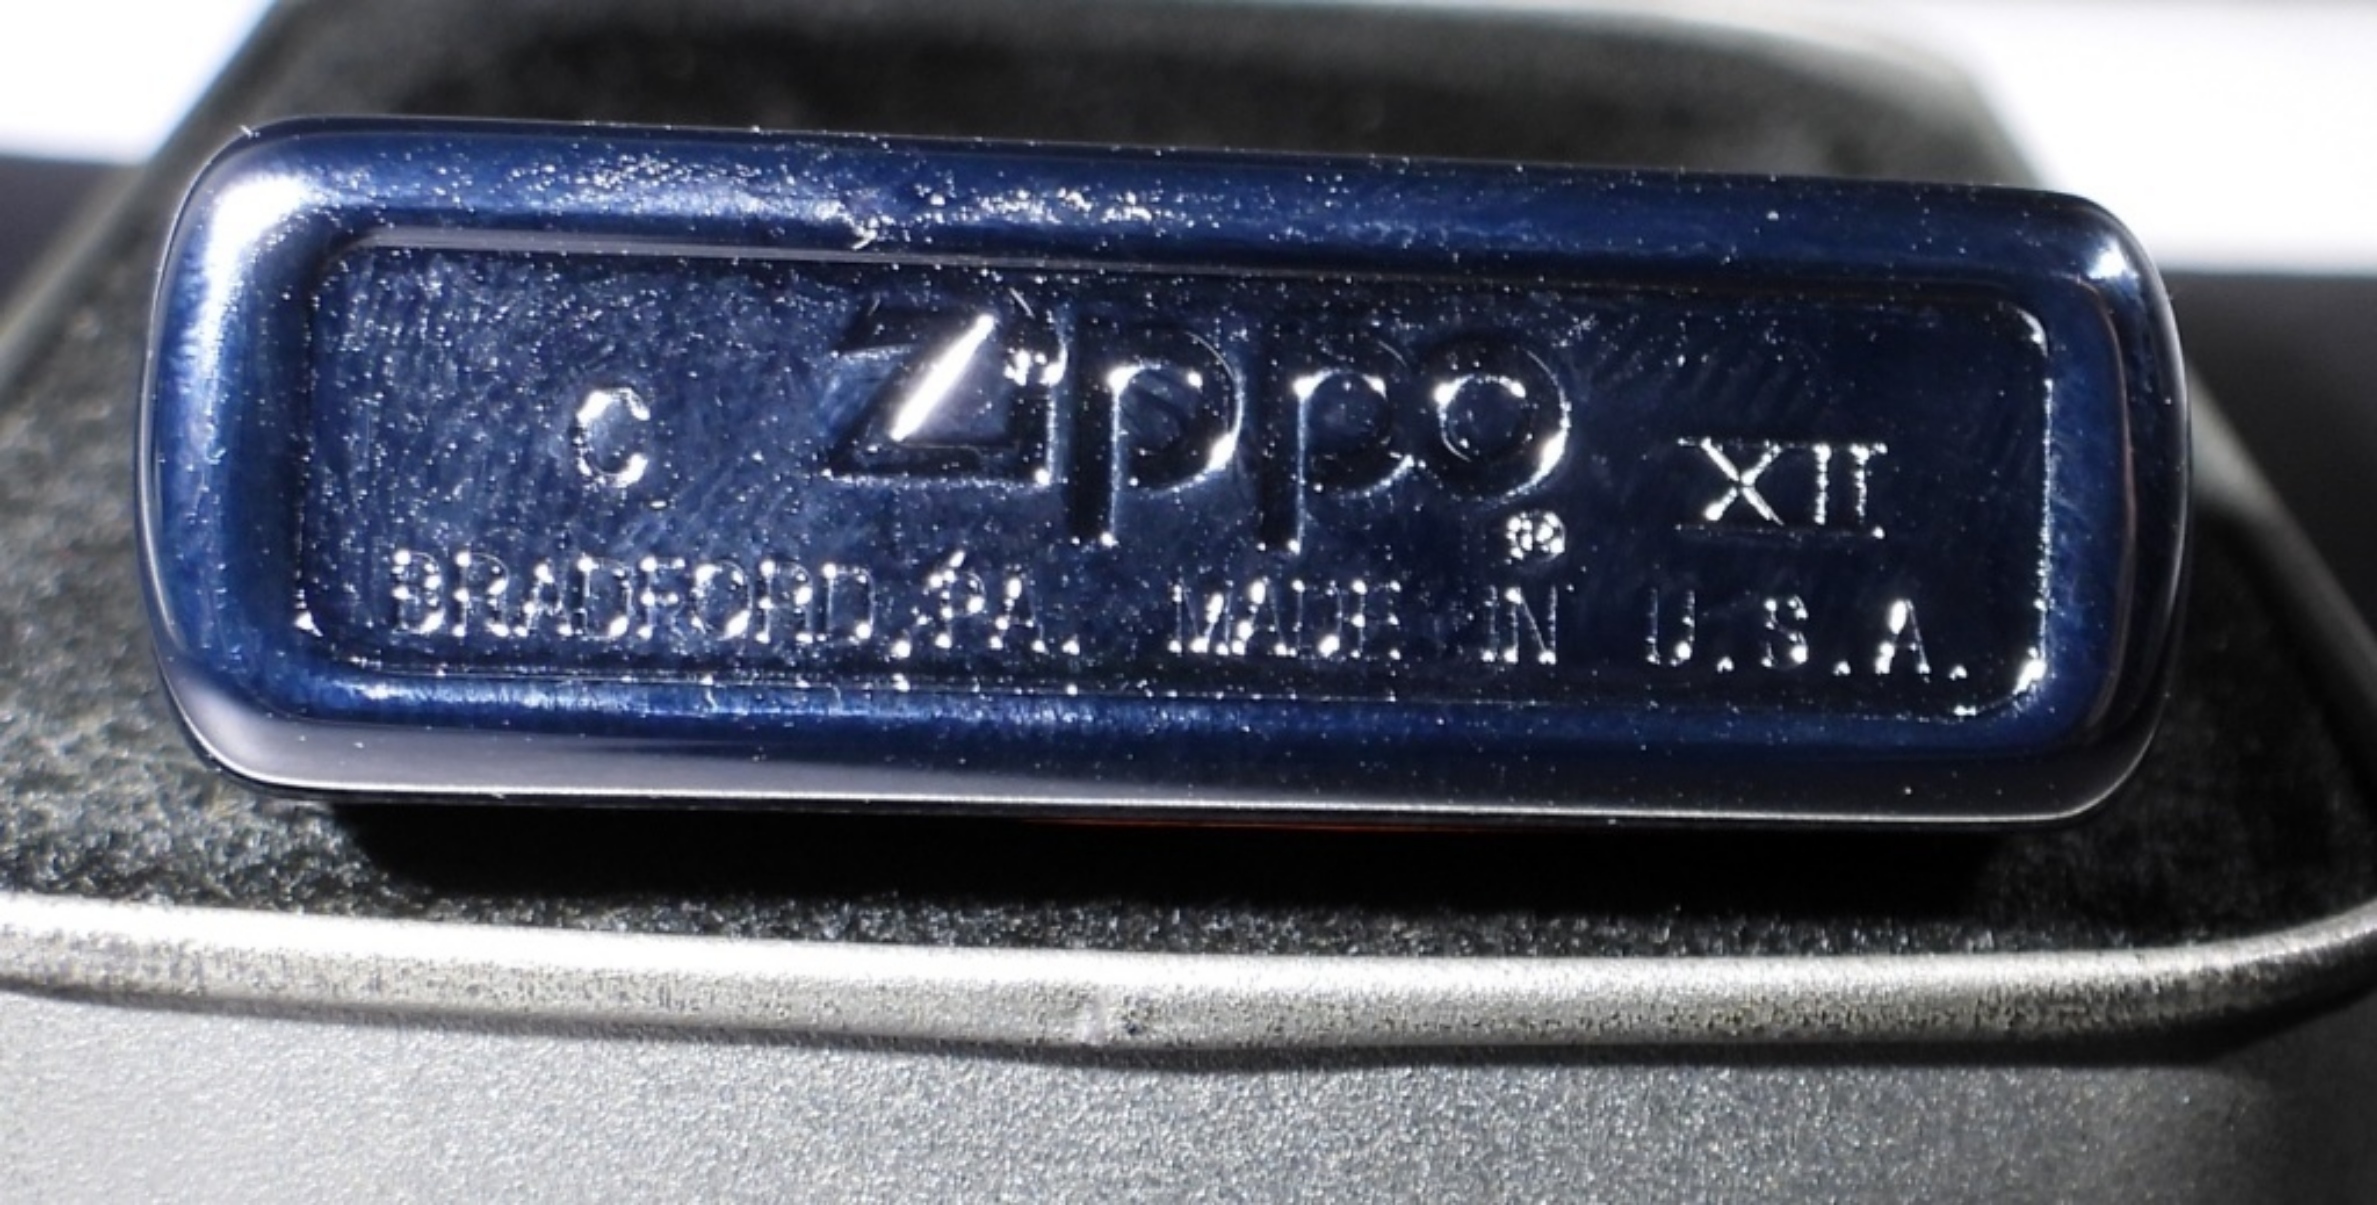 C Zippo® XII
BRADFORD, PA. MADE IN U.S.A.